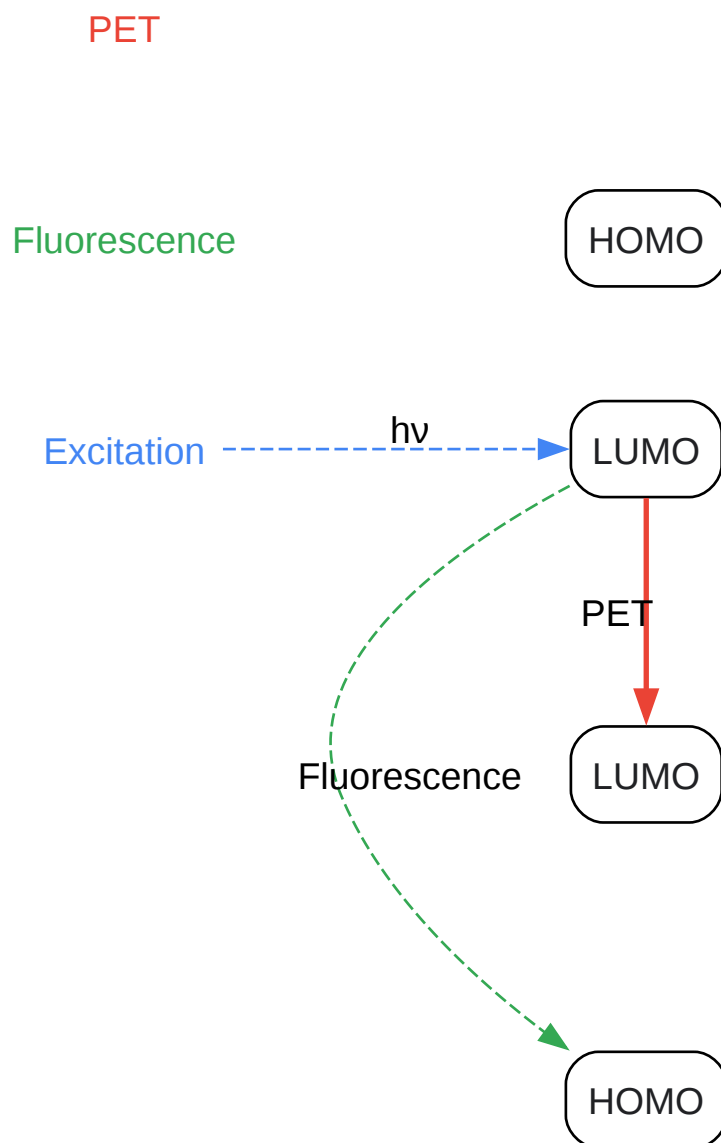 PET
Fluorescence
HOMO
hν
Excitation
LUMO
PET
Fluorescence
LUMO
HOMO